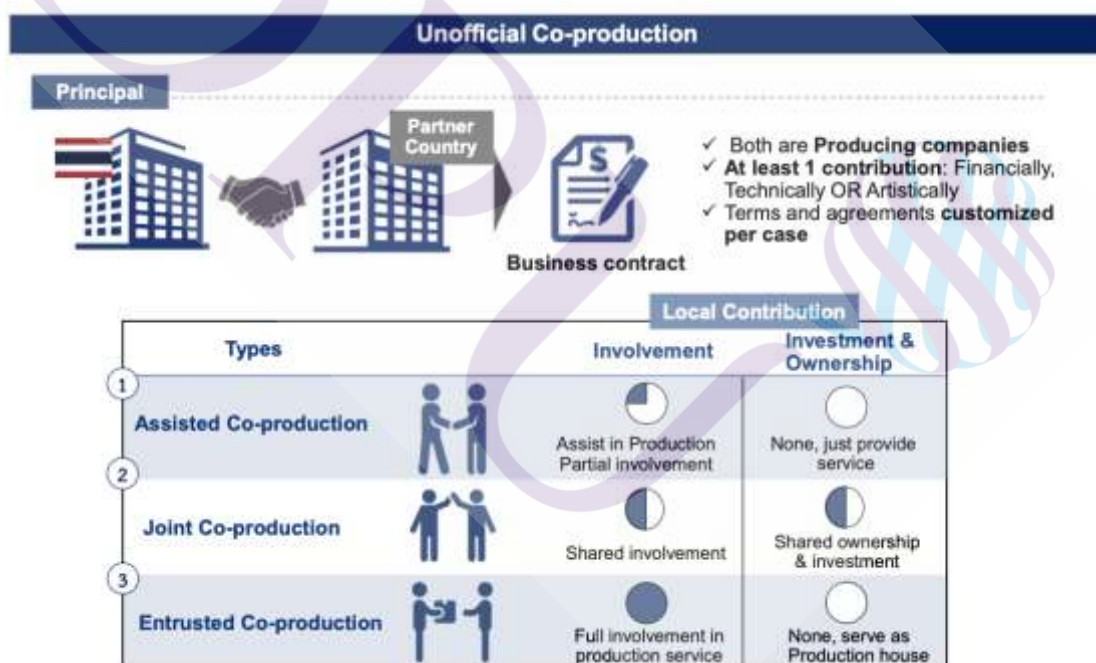 Unofficial Co-production
Principal
Partner
Country
$
✓ Both are Producing companies
✓ At least 1 contribution: Financially,
Technically OR Artistically
✓ Terms and agreements customized
per case
Business contract
Local Contribution
Types
Involvement
Investment &
Ownership
1
Assisted Co-production
Assist in Production
Partial involvement
None, just provide
service
2
Joint Co-production
Shared involvement
Shared ownership
& investment
3
Entrusted Co-production
Full involvement in
production service
None, serve as
Production house